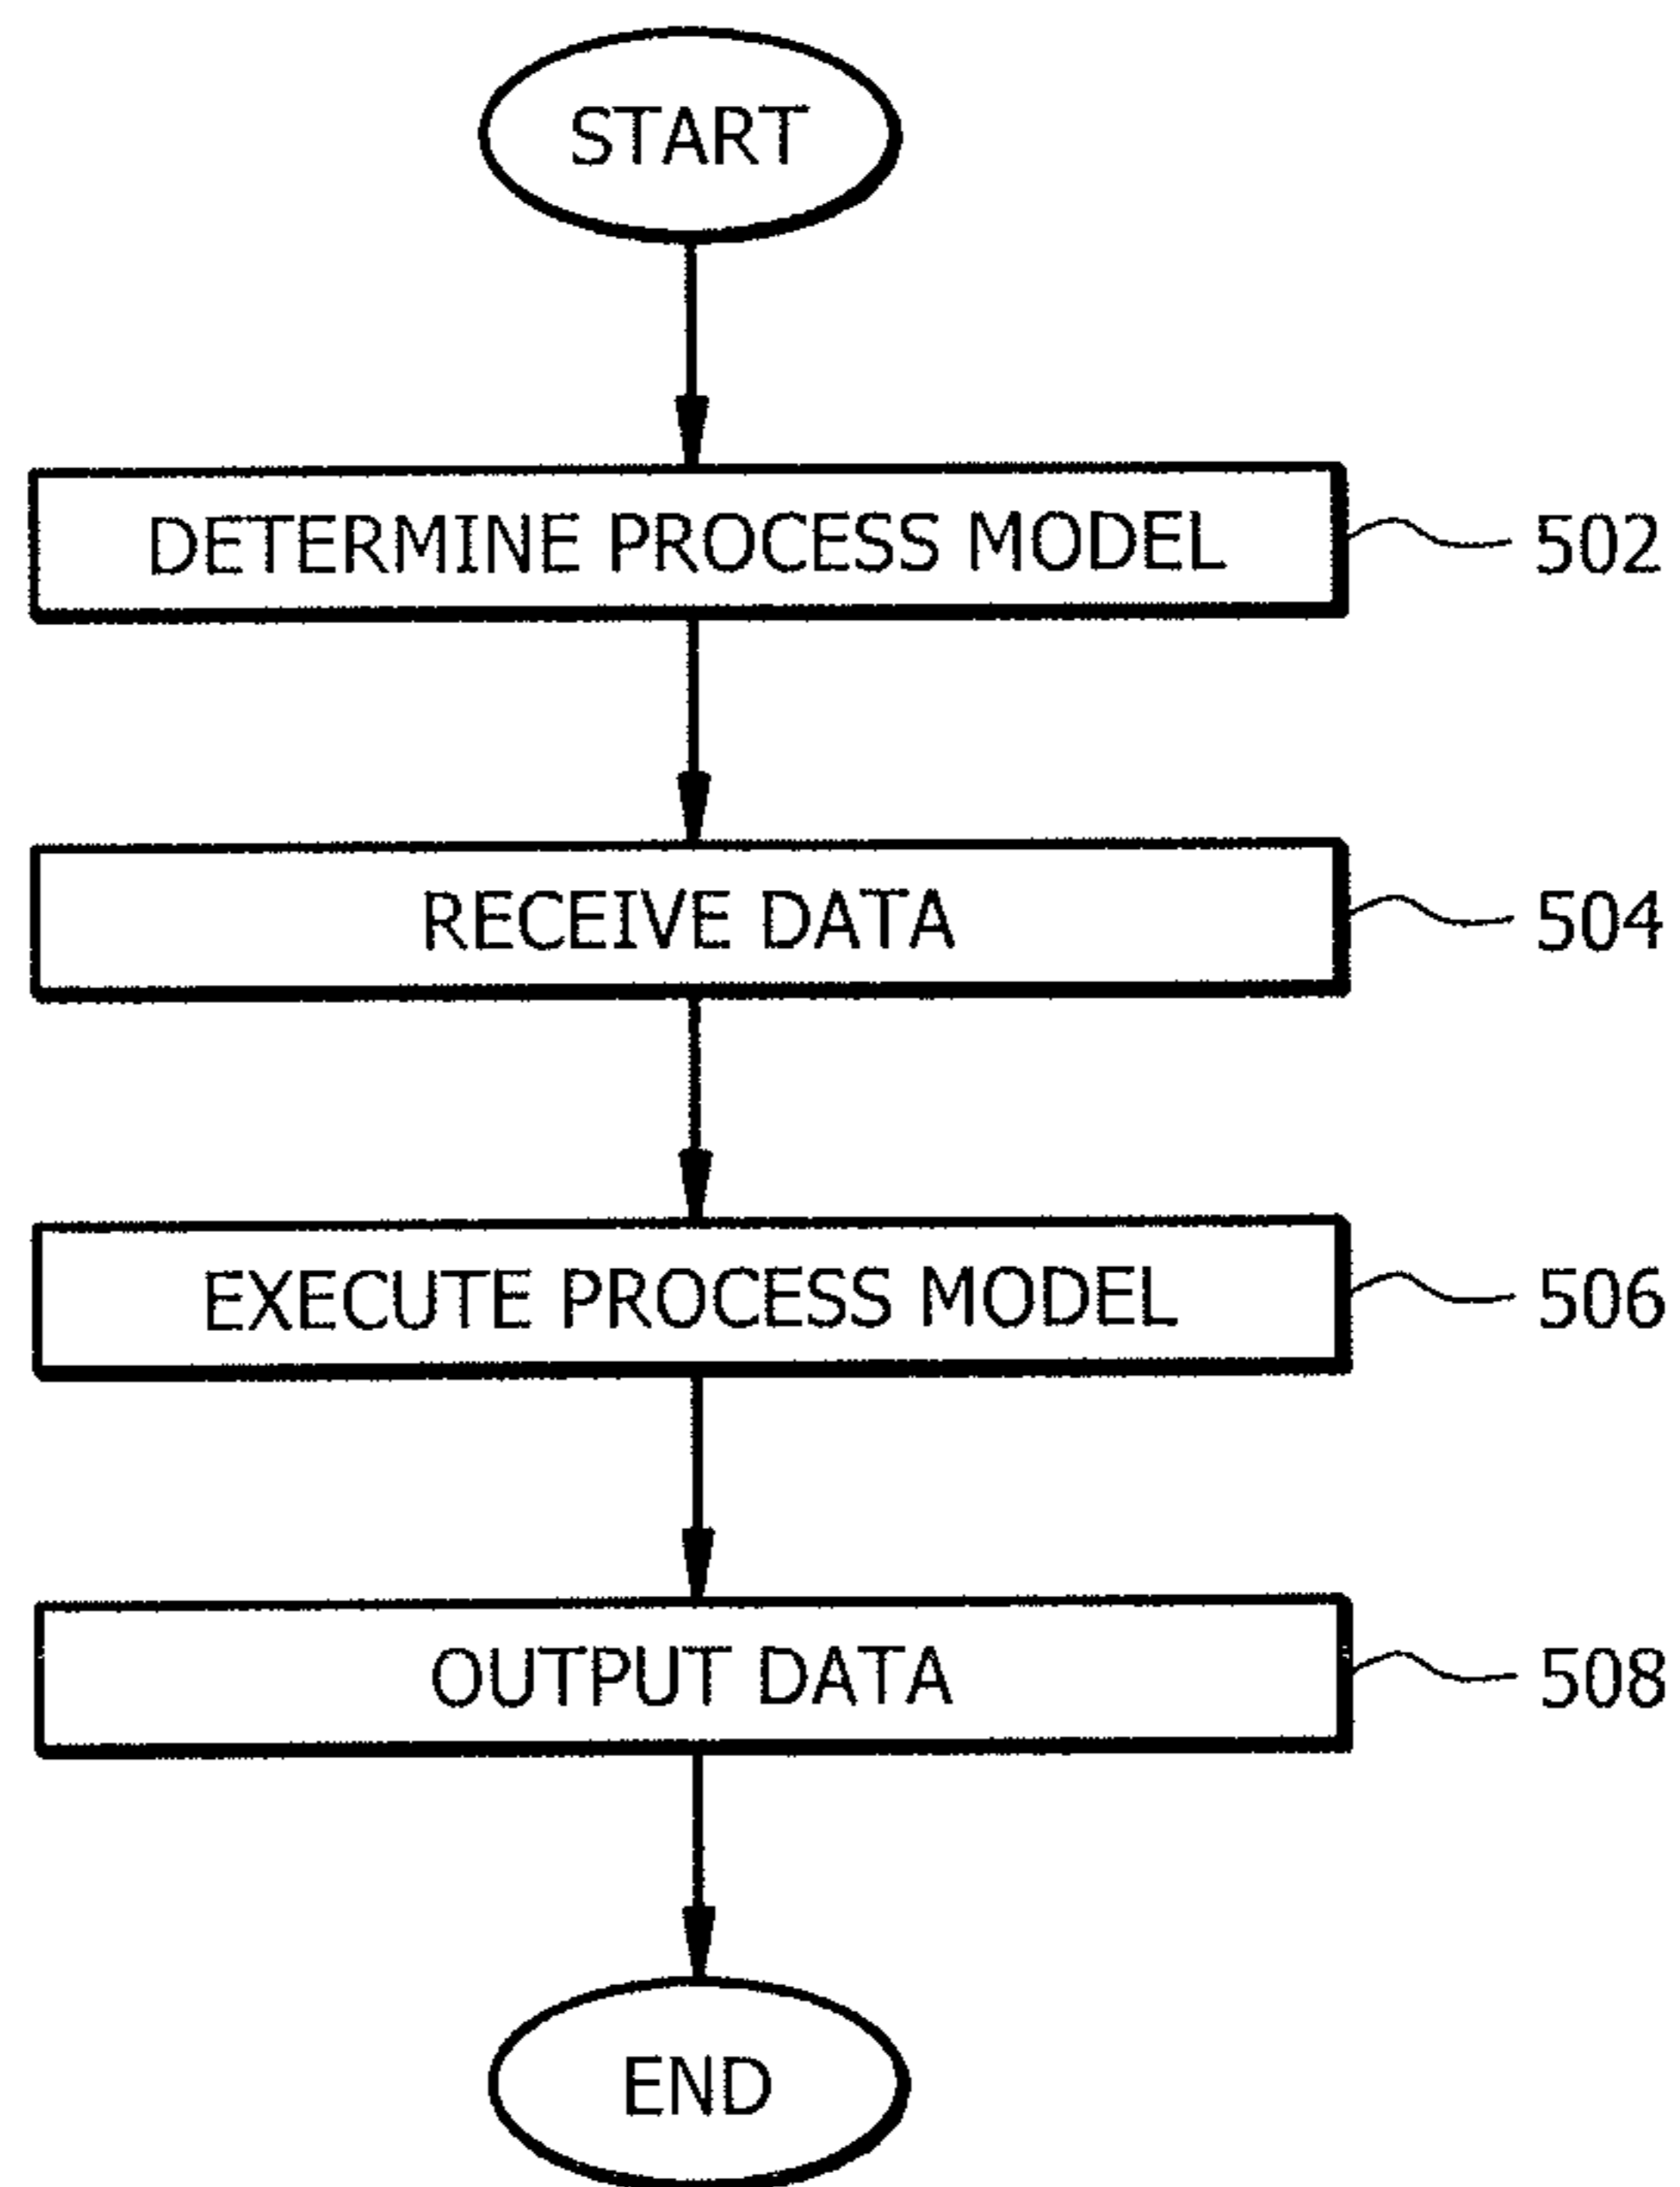 START
DETERMINE PROCESS MODEL 502
RECEIVE DATA 504
EXECUTE PROCESS MODEL 506
OUTPUT DATA 508
END